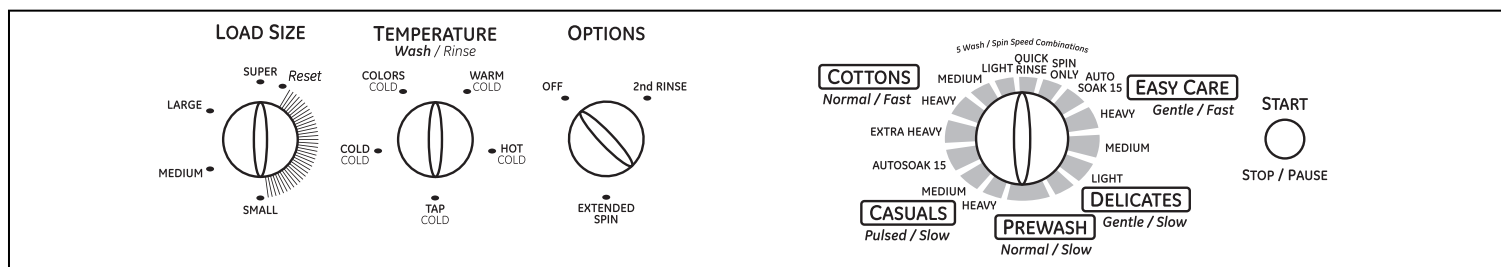 LOAD SIZE
SUPER
Reset
LARGE
MEDIUM
SMALL
TEMPERATURE
Wash / Rinse
COLORS
COLD
WARM
COLD
COLD
COLD
HOT
COLD
TAP
COLD
OPTIONS
OFF
2nd RINSE
EXTENDED
SPIN
5 Wash / Spin Speed Combinations
COTTONS
Normal / Fast
EXTRA HEAVY
HEAVY
MEDIUM
LIGHT
QUICK
RINSE
SPIN
ONLY
AUTO
SOAK 15
EASY CARE
Gentle / Fast
HEAVY
MEDIUM
LIGHT
DELICATES
Gentle / Slow
PREWASH
Normal / Slow
HEAVY
MEDIUM
AUTOSOAK 15
CASUALS
Pulsed / Slow
START
STOP / PAUSE